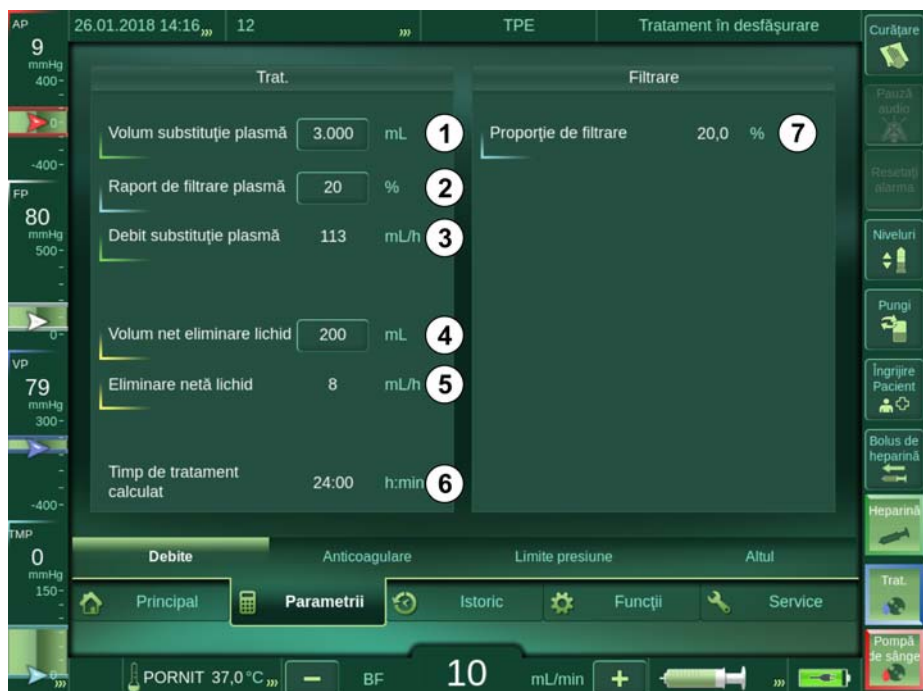 26.01.2018 14:16
12
TPE
Tratament în desfășurare
AP
9
mmHg
400
0
-400
FP
80
mmHg
500
0
VP
79
mmHg
300
-400
TMP
0
mmHg
150
0
Trat.
Volum substituție plasmă 3.000 mL 1
Raport de filtrare plasmă 20 % 2
Debit substituție plasmă 113 mL/h 3
Volum net eliminare lichid 200 mL 4
Eliminare netă lichid 8 mL/h 5
Timp de tratament
calculat 24:00 h:min 6
Filtrare
Proporție de filtrare 20,0 % 7
Debite
Anticoagulare
Limite presiune
Altul
Principal
Parametrii
Istoric
Funcții
Service
PORNIT 37,0 °C
BF 10 mL/min
Curățare
Pauză
audio
Resetați
alarma
Niveluri
Pungi
Îngrijire
Pacient
Bolus de
heparină
Heparină
Trat.
Pompă
de sânge